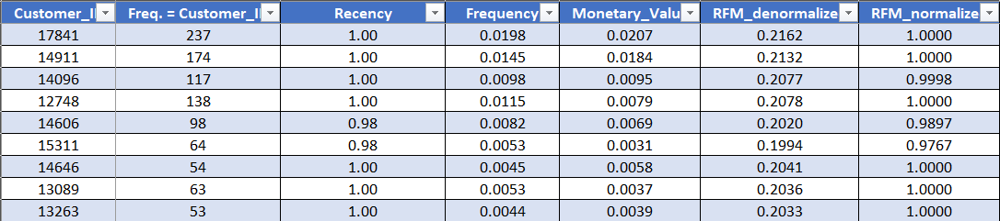 Customer_I Freq. = Customer_I Recency Frequency Monetary_Valu RFM_denormalize RFM_normalize
17841 237 1.00 0.0198 0.0207 0.2162 1.0000
14911 174 1.00 0.0145 0.0184 0.2132 1.0000
14096 117 1.00 0.0098 0.0095 0.2077 0.9998
12748 138 1.00 0.0115 0.0079 0.2078 1.0000
14606 98 0.98 0.0082 0.0069 0.2020 0.9897
15311 64 0.98 0.0053 0.0031 0.1994 0.9767
14646 54 1.00 0.0045 0.0058 0.2041 1.0000
13089 63 1.00 0.0053 0.0037 0.2036 1.0000
13263 53 1.00 0.0044 0.0039 0.2033 1.0000